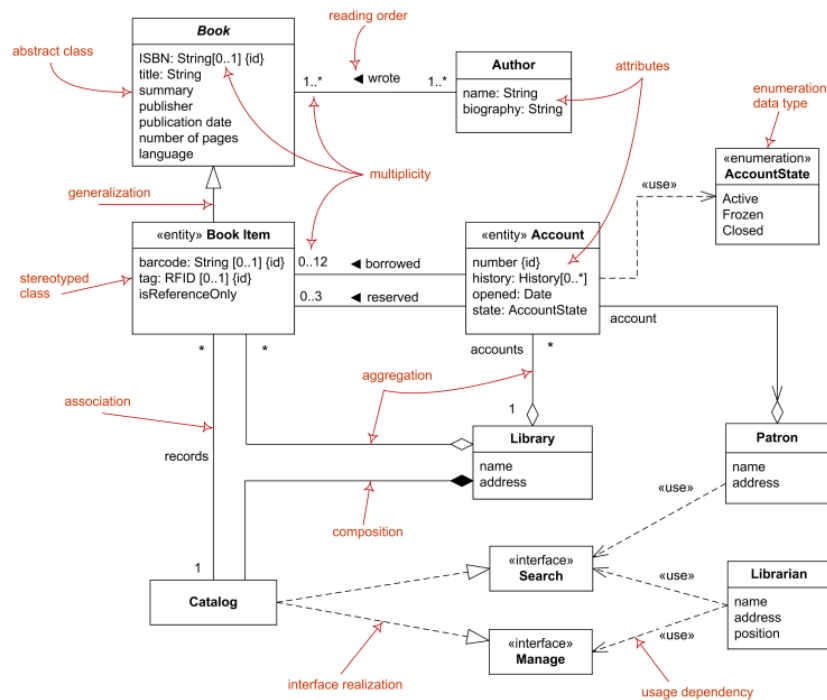 reading order
Book
abstract class
ISBN: String[0..1] {id}
title: String
summary
publisher
publication date
number of pages
language
1..*
◄ wrote
1..*
Author
name: String
biography: String
attributes
enumeration
data type
multiplicity
generalization
«enumeration»
AccountState
Active
Frozen
Closed
«use»
«entity» Book Item
barcode: String [0..1] {id}
tag: RFID [0..1] {id}
isReferenceOnly
stereotyped
class
0..12
◄ borrowed
0..3
◄ reserved
«entity» Account
number {id}
history: History[0..*]
opened: Date
state: AccountState
account
*
*
accounts
*
aggregation
association
1
records
Library
name
address
Patron
name
address
«use»
composition
1
Catalog
«interface»
Search
«use»
Librarian
name
address
position
«use»
«interface»
Manage
interface realization
usage dependency